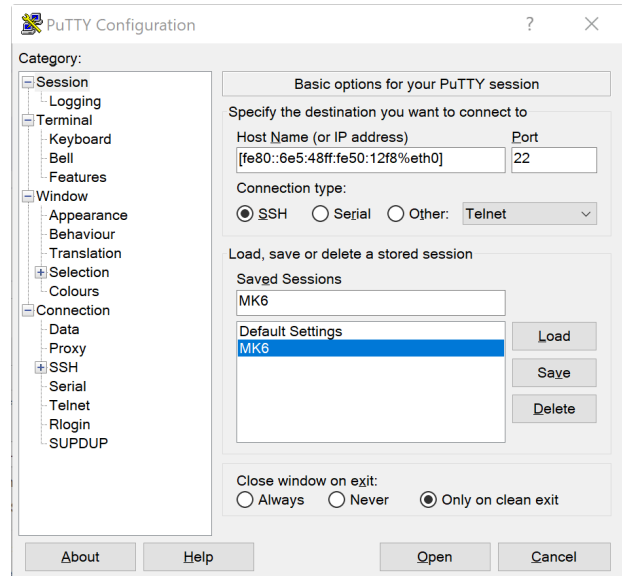 PuTTY Configuration
Category:
Session
Logging
Terminal
Keyboard
Bell
Features
Window
Appearance
Behaviour
Translation
Selection
Colours
Connection
Data
Proxy
SSH
Serial
Telnet
Rlogin
SUPDUP
Basic options for your PuTTY session
Specify the destination you want to connect to
Host Name (or IP address) Port
[fe80::6e5:48ff:fe50:12f8%eth0] 22
Connection type:
SSH Serial Other: Telnet
Load, save or delete a stored session
Saved Sessions
MK6
Default Settings
MK6
Load
Save
Delete
Close window on exit:
Always Never Only on clean exit
About Help Open Cancel